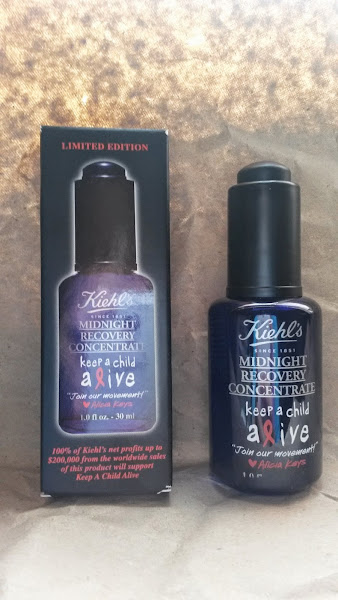 LIMITED EDITION
Kiehl's
SINCE 1851
MIDNIGHT
RECOVERY
CONCENTRATE
keep a child
alive
"Join our movement!"
Alicia Keys
1.0 fl. oz. - 30 ml
100% of Kiehl's net profits up to
$200,000 from the worldwide sales
of this product will support
Keep A Child Alive
Kiehl's
SINCE 1851
MIDNIGHT
RECOVERY
CONCENTRATE
keep a child
alive
"Join our movement!"
Alicia Keys